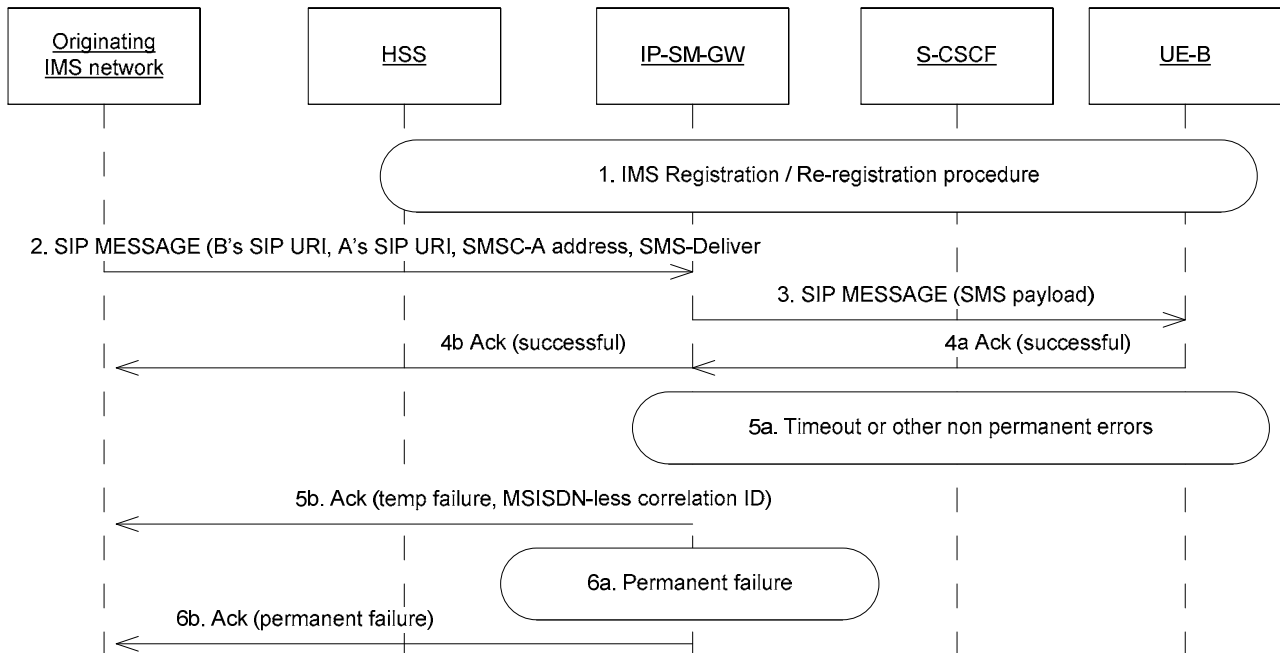 Originating
IMS network
HSS
IP-SM-GW
S-CSCF
UE-B
1. IMS Registration / Re-registration procedure
2. SIP MESSAGE (B's SIP URI, A's SIP URI, SMSC-A address, SMS-Deliver
3. SIP MESSAGE (SMS payload)
4b Ack (successful)
4a Ack (successful)
5a. Timeout or other non permanent errors
5b. Ack (temp failure, MSISDN-less correlation ID)
6a. Permanent failure
6b. Ack (permanent failure)